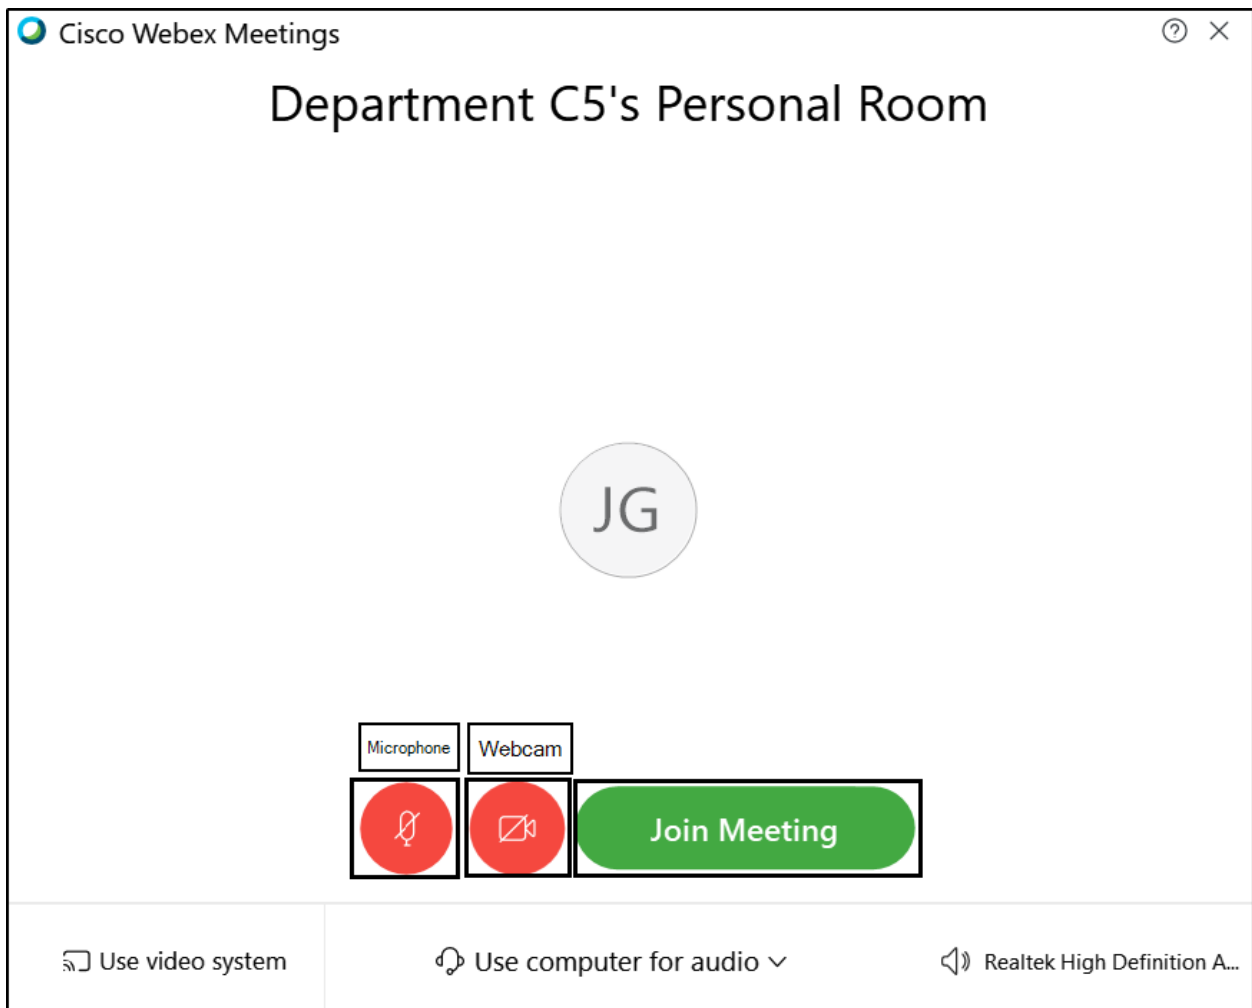 Cisco Webex Meetings
Department C5's Personal Room
JG
Microphone Webcam
Join Meeting
Use video system Use computer for audio Realtek High Definition A...